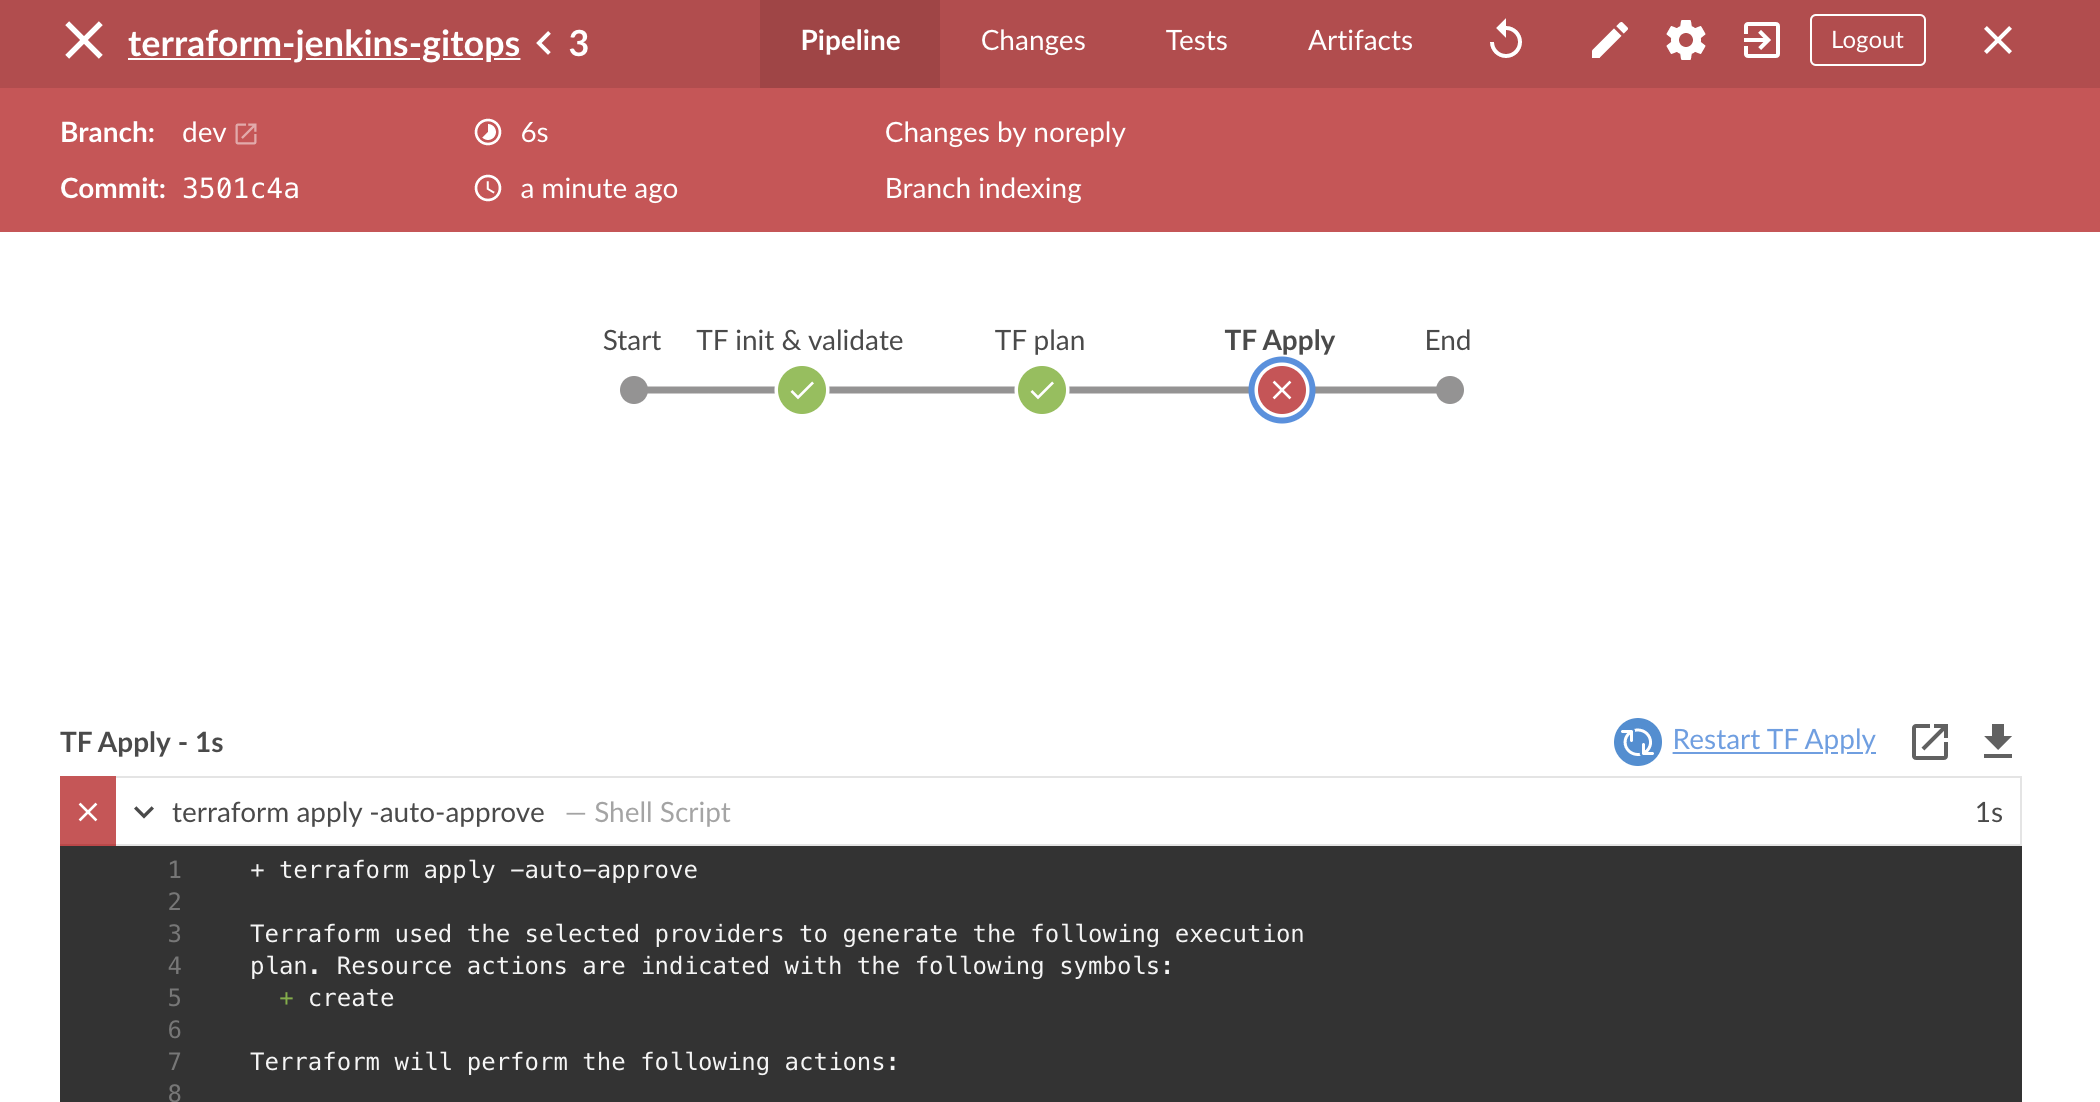 terraform-jenkins-gitops < 3
Pipeline
Changes
Tests
Artifacts
Logout
Branch: dev
6s
Changes by noreply
Commit: 3501c4a
a minute ago
Branch indexing
Start
TF init & validate
TF plan
TF Apply
End
TF Apply - 1s
Restart TF Apply
terraform apply -auto-approve — Shell Script
1s
1 + terraform apply -auto-approve
2
3 Terraform used the selected providers to generate the following execution
4 plan. Resource actions are indicated with the following symbols:
5 + create
6
7 Terraform will perform the following actions:
8